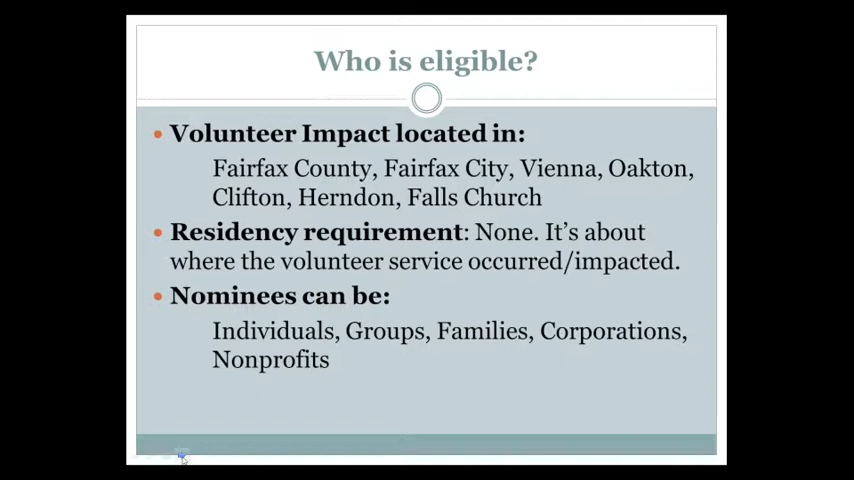 Who is eligible?
• Volunteer Impact located in:
Fairfax County, Fairfax City, Vienna, Oakton,
Clifton, Herndon, Falls Church
• Residency requirement: None. It's about
where the volunteer service occurred/impacted.
• Nominees can be:
Individuals, Groups, Families, Corporations,
Nonprofits